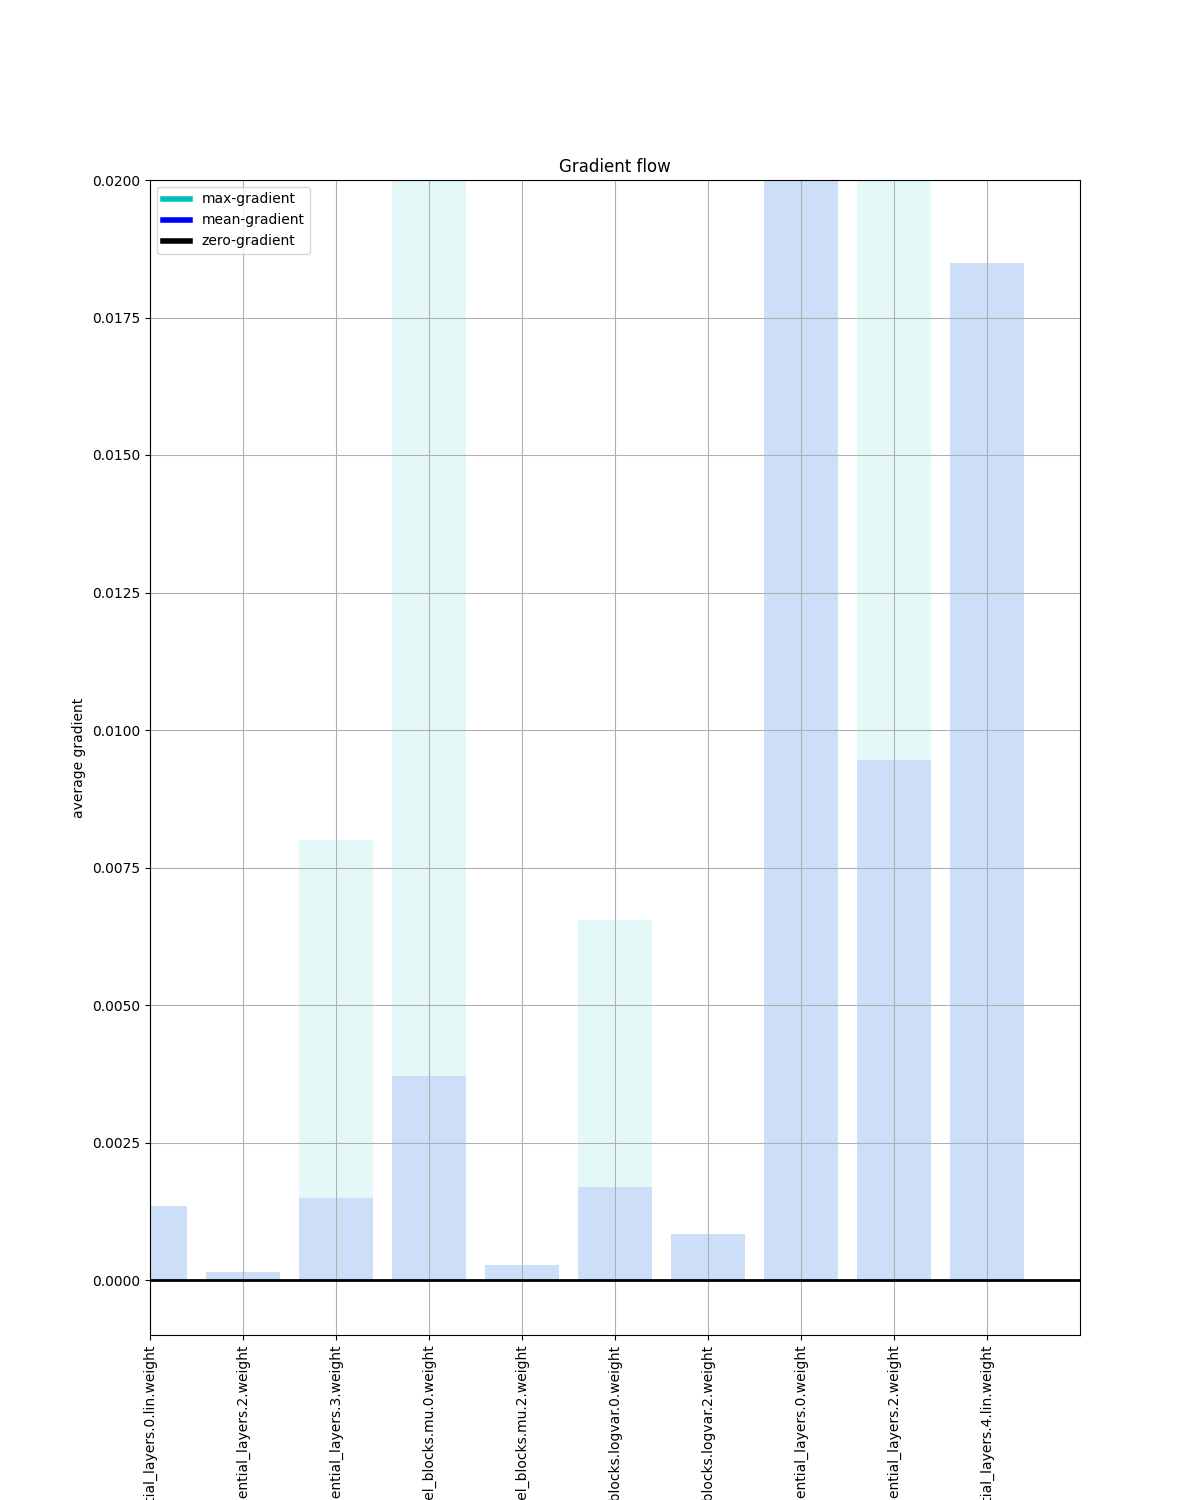 Gradient flow
max-gradient
mean-gradient
zero-gradient
0.0200
0.0175
0.0150
0.0125
0.0100
0.0075
0.0050
0.0025
0.0000
average gradient
tial_layers.0.lin.weight
ential_layers.2.weight
ential_layers.3.weight
el_blocks.mu.0.weight
el_blocks.mu.2.weight
blocks.logvar.0.weight
blocks.logvar.2.weight
ential_layers.0.weight
ential_layers.2.weight
tial_layers.4.lin.weight